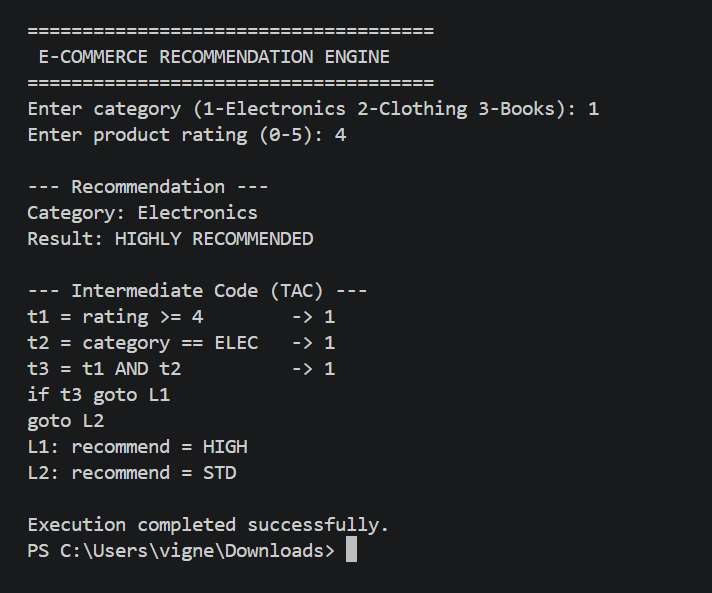 =====================================
E-COMMERCE RECOMMENDATION ENGINE
=====================================
Enter category (1-Electronics 2-Clothing 3-Books): 1
Enter product rating (0-5): 4
--- Recommendation ---
Category: Electronics
Result: HIGHLY RECOMMENDED
--- Intermediate Code (TAC) ---
t1 = rating >= 4        -> 1
t2 = category == ELEC   -> 1
t3 = t1 AND t2          -> 1
if t3 goto L1
goto L2
L1: recommend = HIGH
L2: recommend = STD
Execution completed successfully.
PS C:\Users\vigne\Downloads>